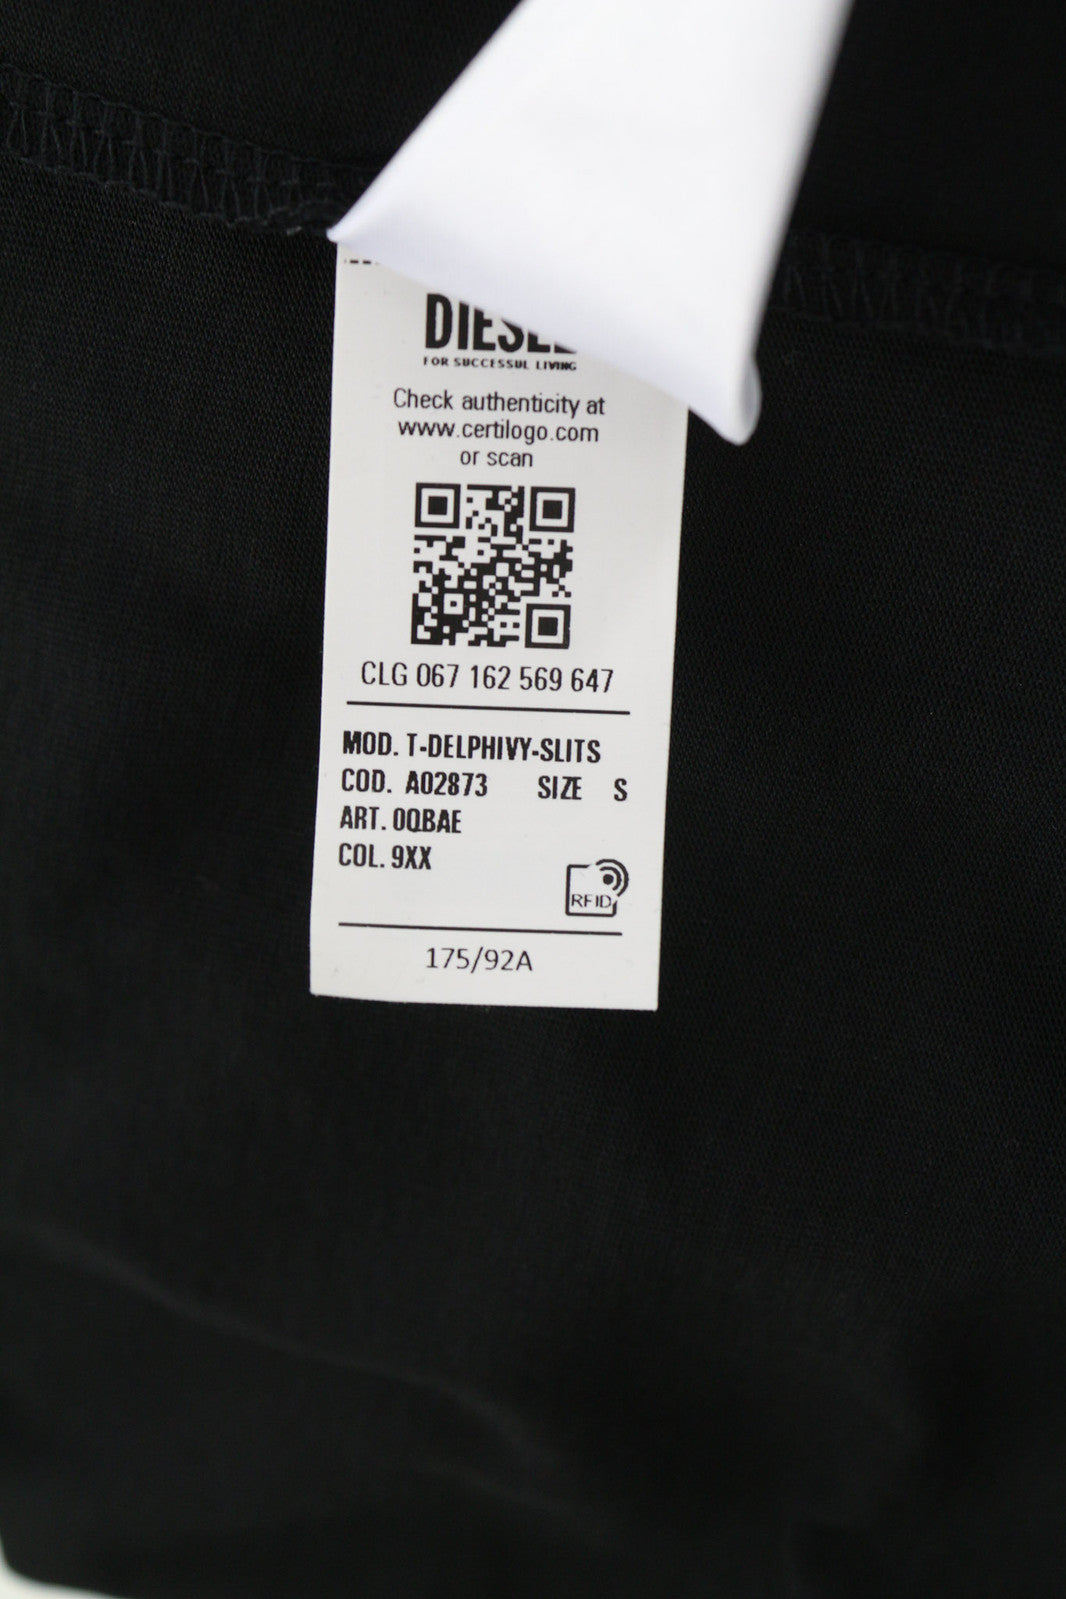 DIESEL
FOR SUCCESSUL LIVING
Check authenticity at
www.certilogo.com
or scan
CLG 067 162 569 647
MOD. T-DELPHIVY-SLITS
COD. A02873 SIZE S
ART. 0QBAE
COL. 9XX
RFID
175/92A